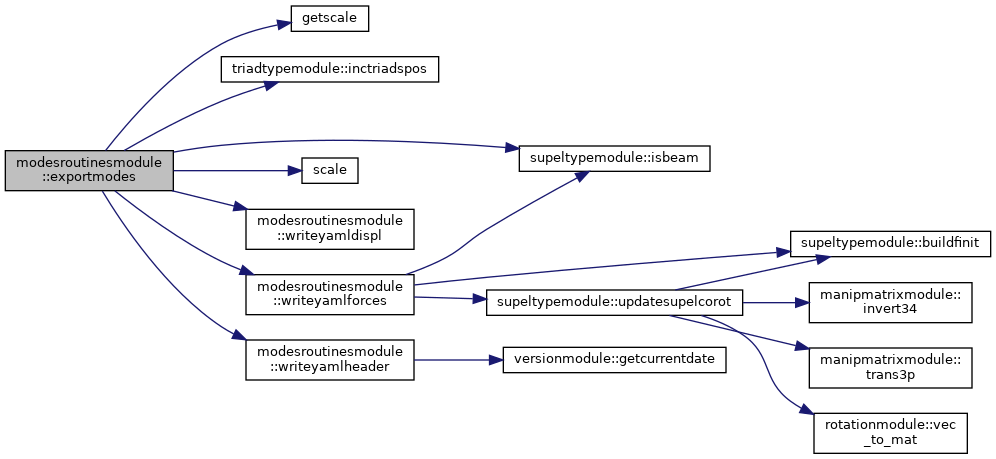 getscale
triadtypemodule::inctriadspos
modesroutinesmodule
::exportmodes
supeltypemodule::isbeam
scale
modesroutinesmodule
::writeyamldispl
supeltypemodule::buildfinit
modesroutinesmodule
::writeyamlforces
supeltypemodule::updatesupelcorot
manipmatrixmodule::
invert34
modesroutinesmodule
::writeyamlheader
versionmodule::getcurrentdate
manipmatrixmodule::
trans3p
rotationmodule::vec
_to_mat